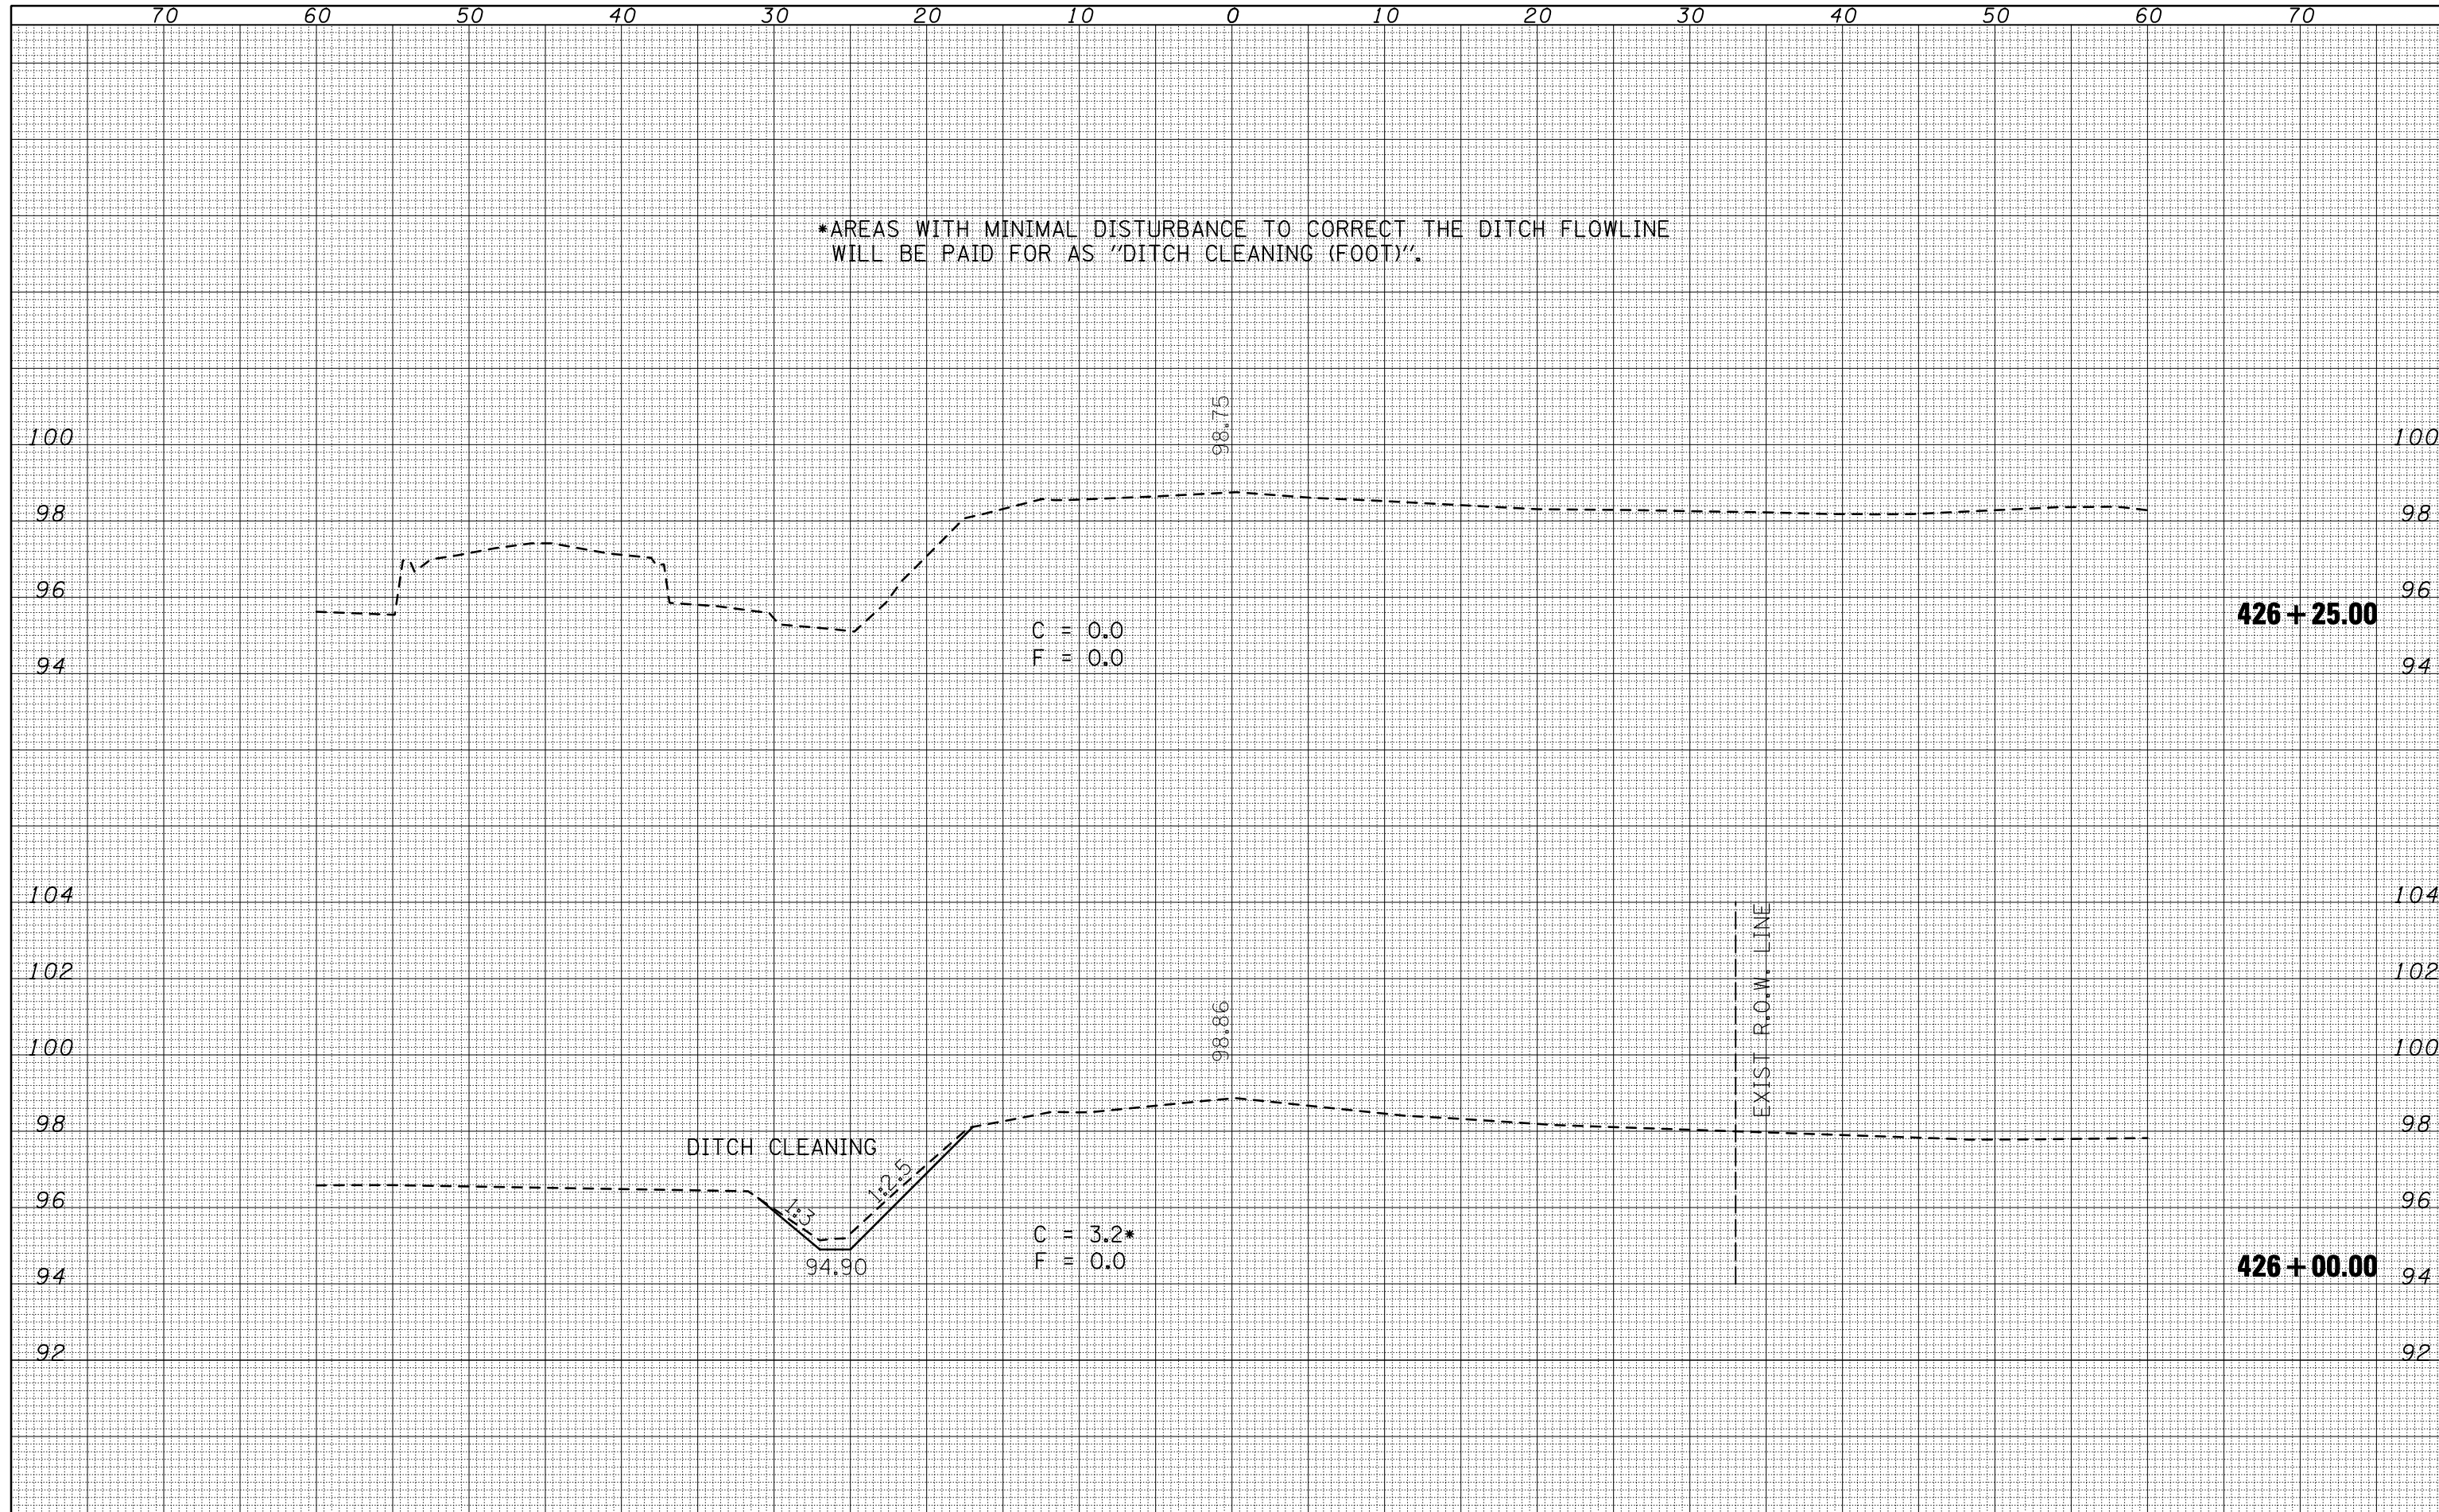 70 60 50 40 30 20 10 0 10 20 30 40 50 60 70
*AREAS WITH MINIMAL DISTURBANCE TO CORRECT THE DITCH FLOWLINE
WILL BE PAID FOR AS "DITCH CLEANING (FOOT)".
98.75
100 100
98 98
96 96
426+25.00
C = 0.0
F = 0.0
94 94
104 104
EXIST R.O.W. LINE
102 102
98.86
100 100
98 98
DITCH CLEANING
1:2.5
1:3
96 96
C = 3.2*
F = 0.0
94.90
426+00.00
94 94
92 92